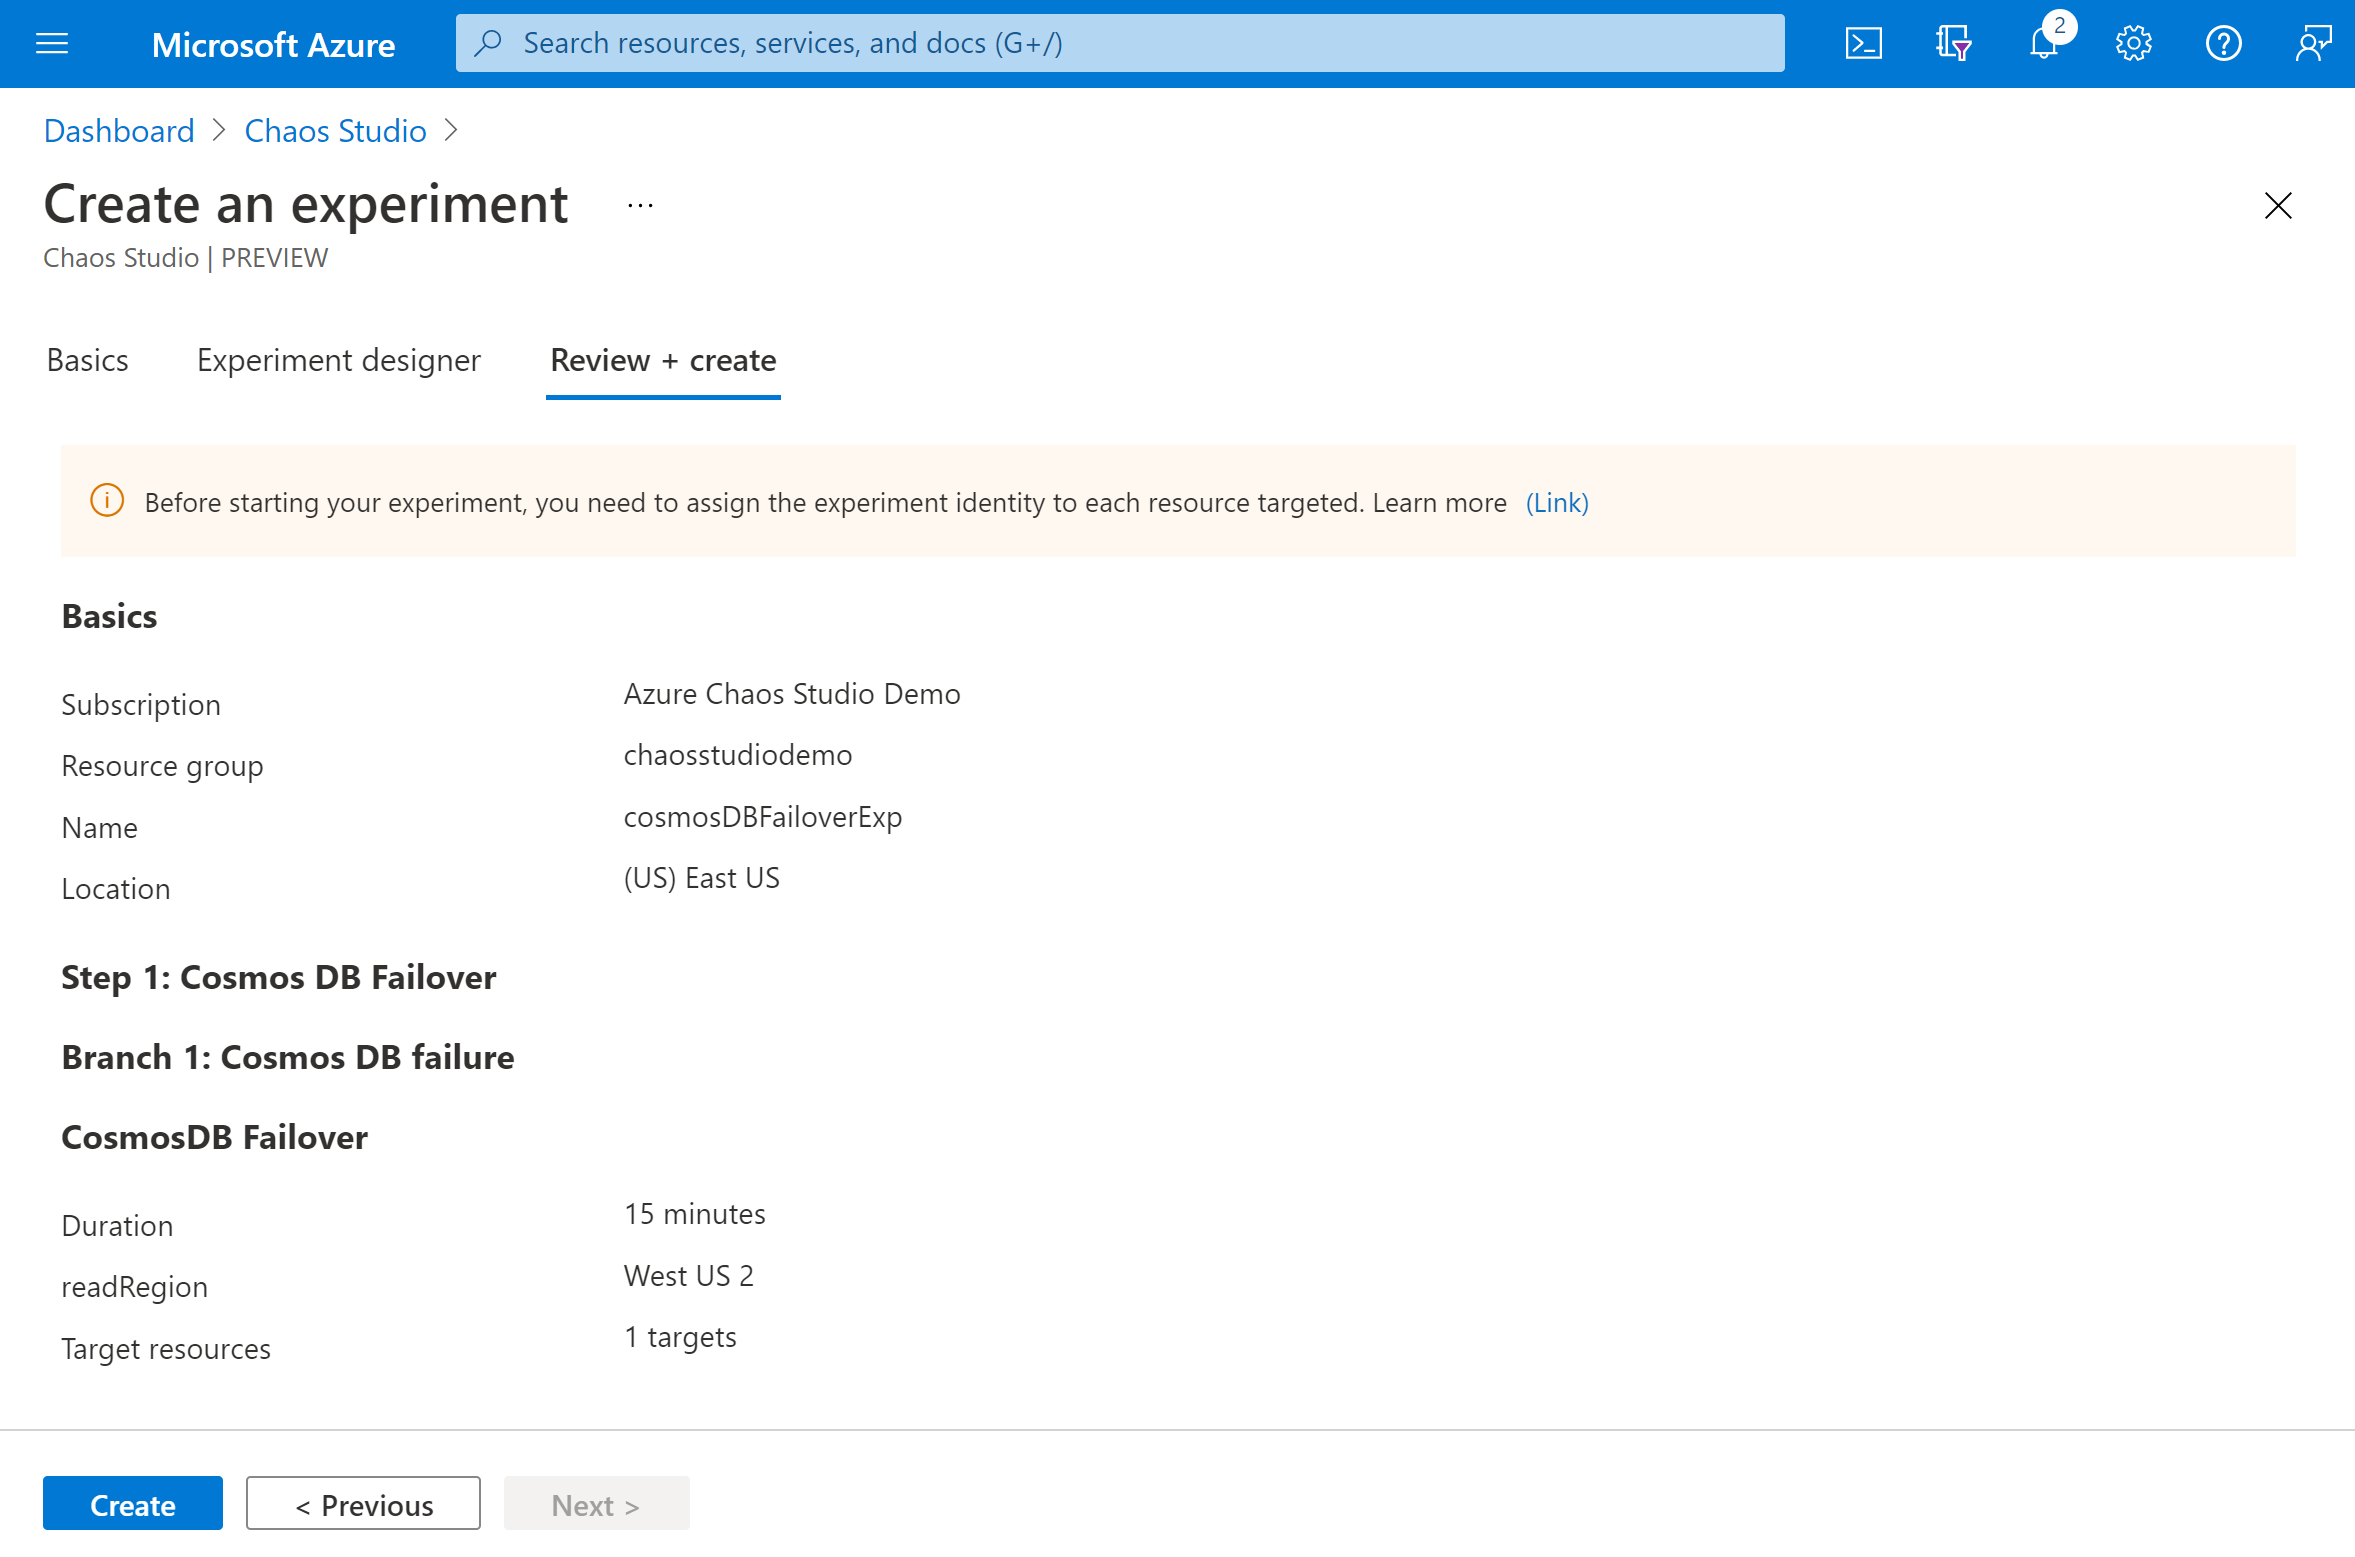 Microsoft Azure
Search resources, services, and docs (G+/)
2
Dashboard > Chaos Studio >
Create an experiment ...
Chaos Studio | PREVIEW
Basics Experiment designer Review + create
Before starting your experiment, you need to assign the experiment identity to each resource targeted. Learn more (Link)
Basics
Subscription Azure Chaos Studio Demo
Resource group chaosstudiodemo
Name cosmosDBFailoverExp
Location (US) East US
Step 1: Cosmos DB Failover
Branch 1: Cosmos DB failure
CosmosDB Failover
Duration 15 minutes
readRegion West US 2
Target resources 1 targets
Create < Previous Next >